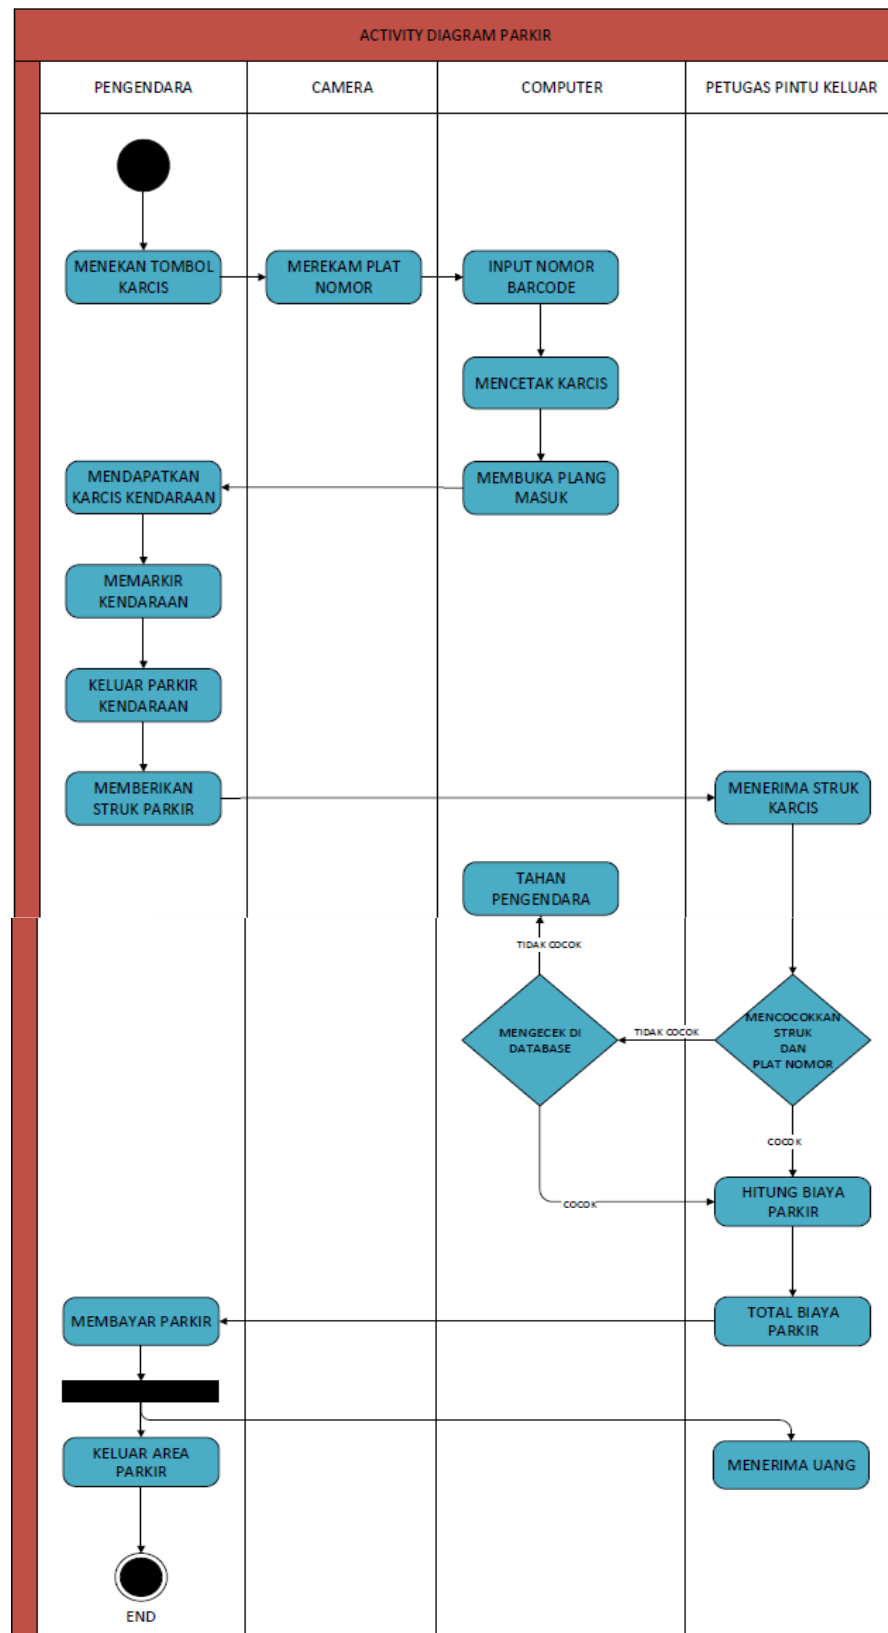 ACTIVITY DIAGRAM PARKIR
PENGENDARA
CAMERA
COMPUTER
PETUGAS PINTU KELUAR
MENEKAN TOMBOL
KARCIS
MEREKAM PLAT
NOMOR
INPUT NOMOR
BARCODE
MENCETAK KARCIS
MENDAPATKAN
KARCIS KENDARAAN
MEMBUKA PLANG
MASUK
MEMARKIR
KENDARAAN
KELUAR PARKIR
KENDARAAN
MEMBERIKAN
STRUK PARKIR
MENERIMA STRUK
KARCIS
TAHAN
PENGENDARA
TIDAK COCOK
MENGECEK DI
DATABASE
TIDAK COCOK
MENCOCOKKAN
STRUK
DAN
PLAT NOMOR
COCOK
COCOK
HITUNG BIAYA
PARKIR
MEMBAYAR PARKIR
TOTAL BIAYA
PARKIR
KELUAR AREA
PARKIR
MENERIMA UANG
END